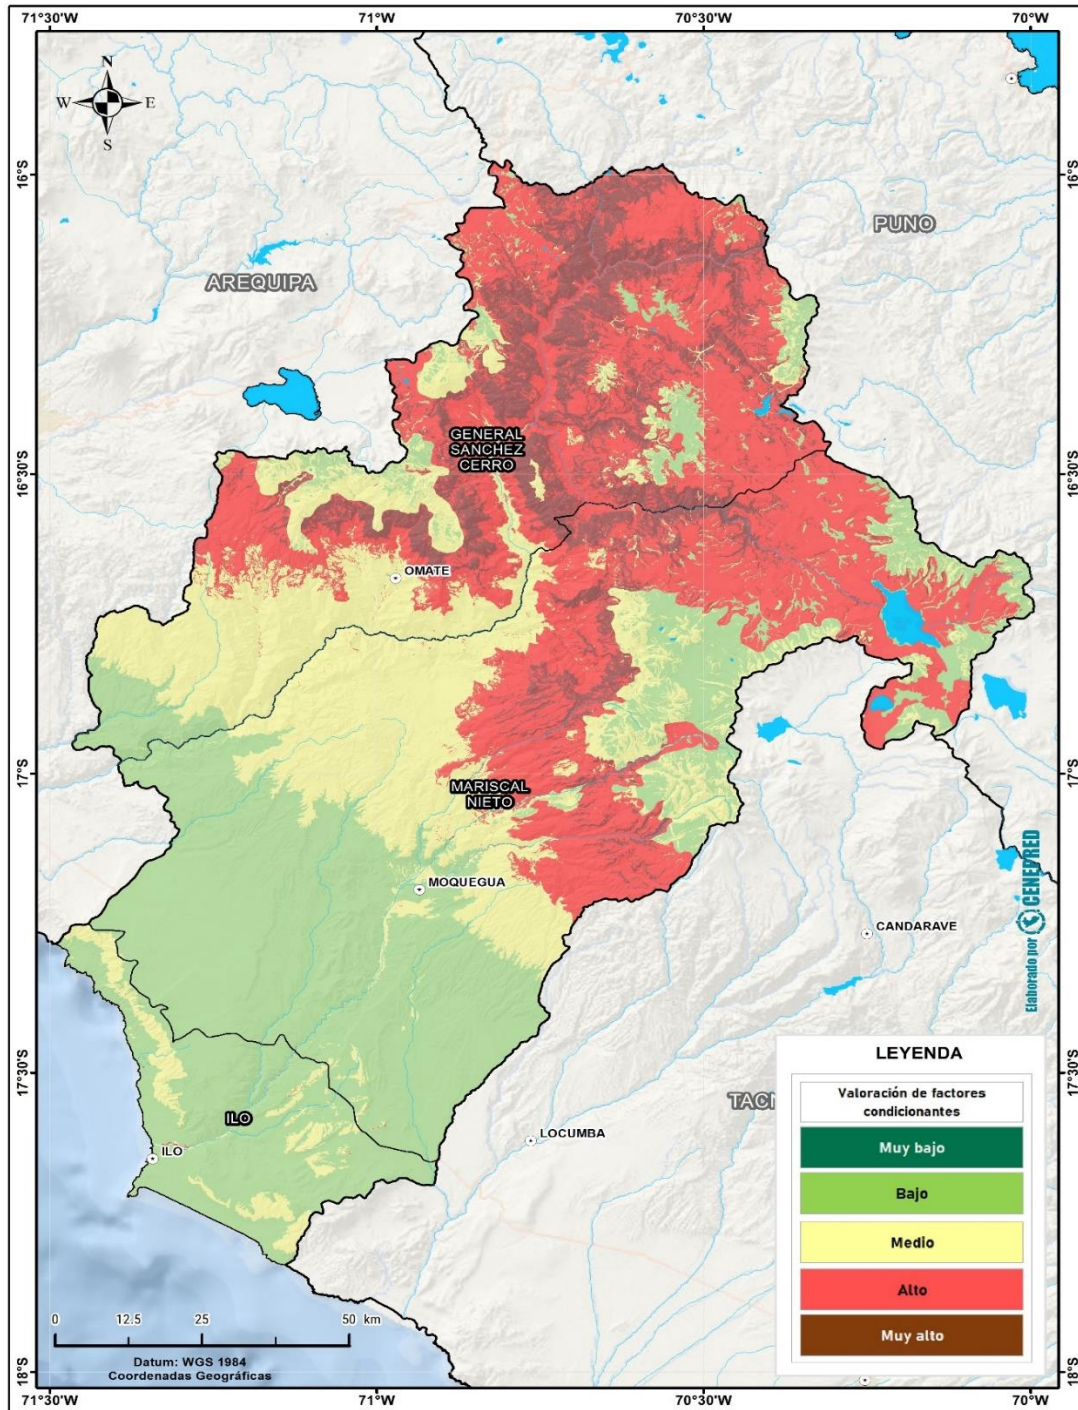 71°30'W
71°W
70°30'W
70°W
N
W
E
S
16°S
16°S
PUNO
AREQUIPA
GENERAL
SANCHEZ
CERRO
16°30'S
16°30'S
OMATE
17°S
17°S
MARISCAL
NIETO
MOQUEGUA
CANDARAVE
Elaborado por CENEPRED
17°30'S
17°30'S
ILO
ILO
LOCUMBA
LEYENDA
Valoración de factores
condicionantes
Muy bajo
Bajo
Medio
Alto
Muy alto
0
12.5
25
50 km
Datum: WGS 1984
Coordenadas Geográficas
18°S
18°S
71°30'W
71°W
70°30'W
70°W